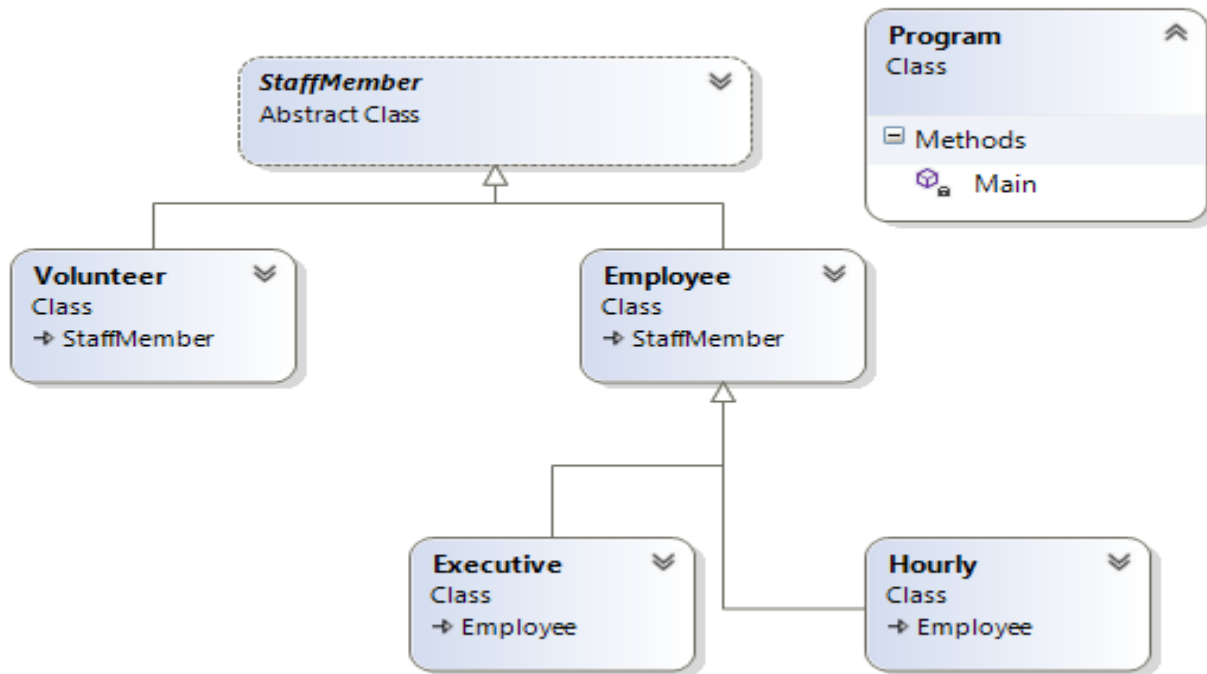 StaffMember
Abstract Class
Program
Class
Methods
Main
Volunteer
Class
StaffMember
Employee
Class
StaffMember
Executive
Class
Employee
Hourly
Class
Employee